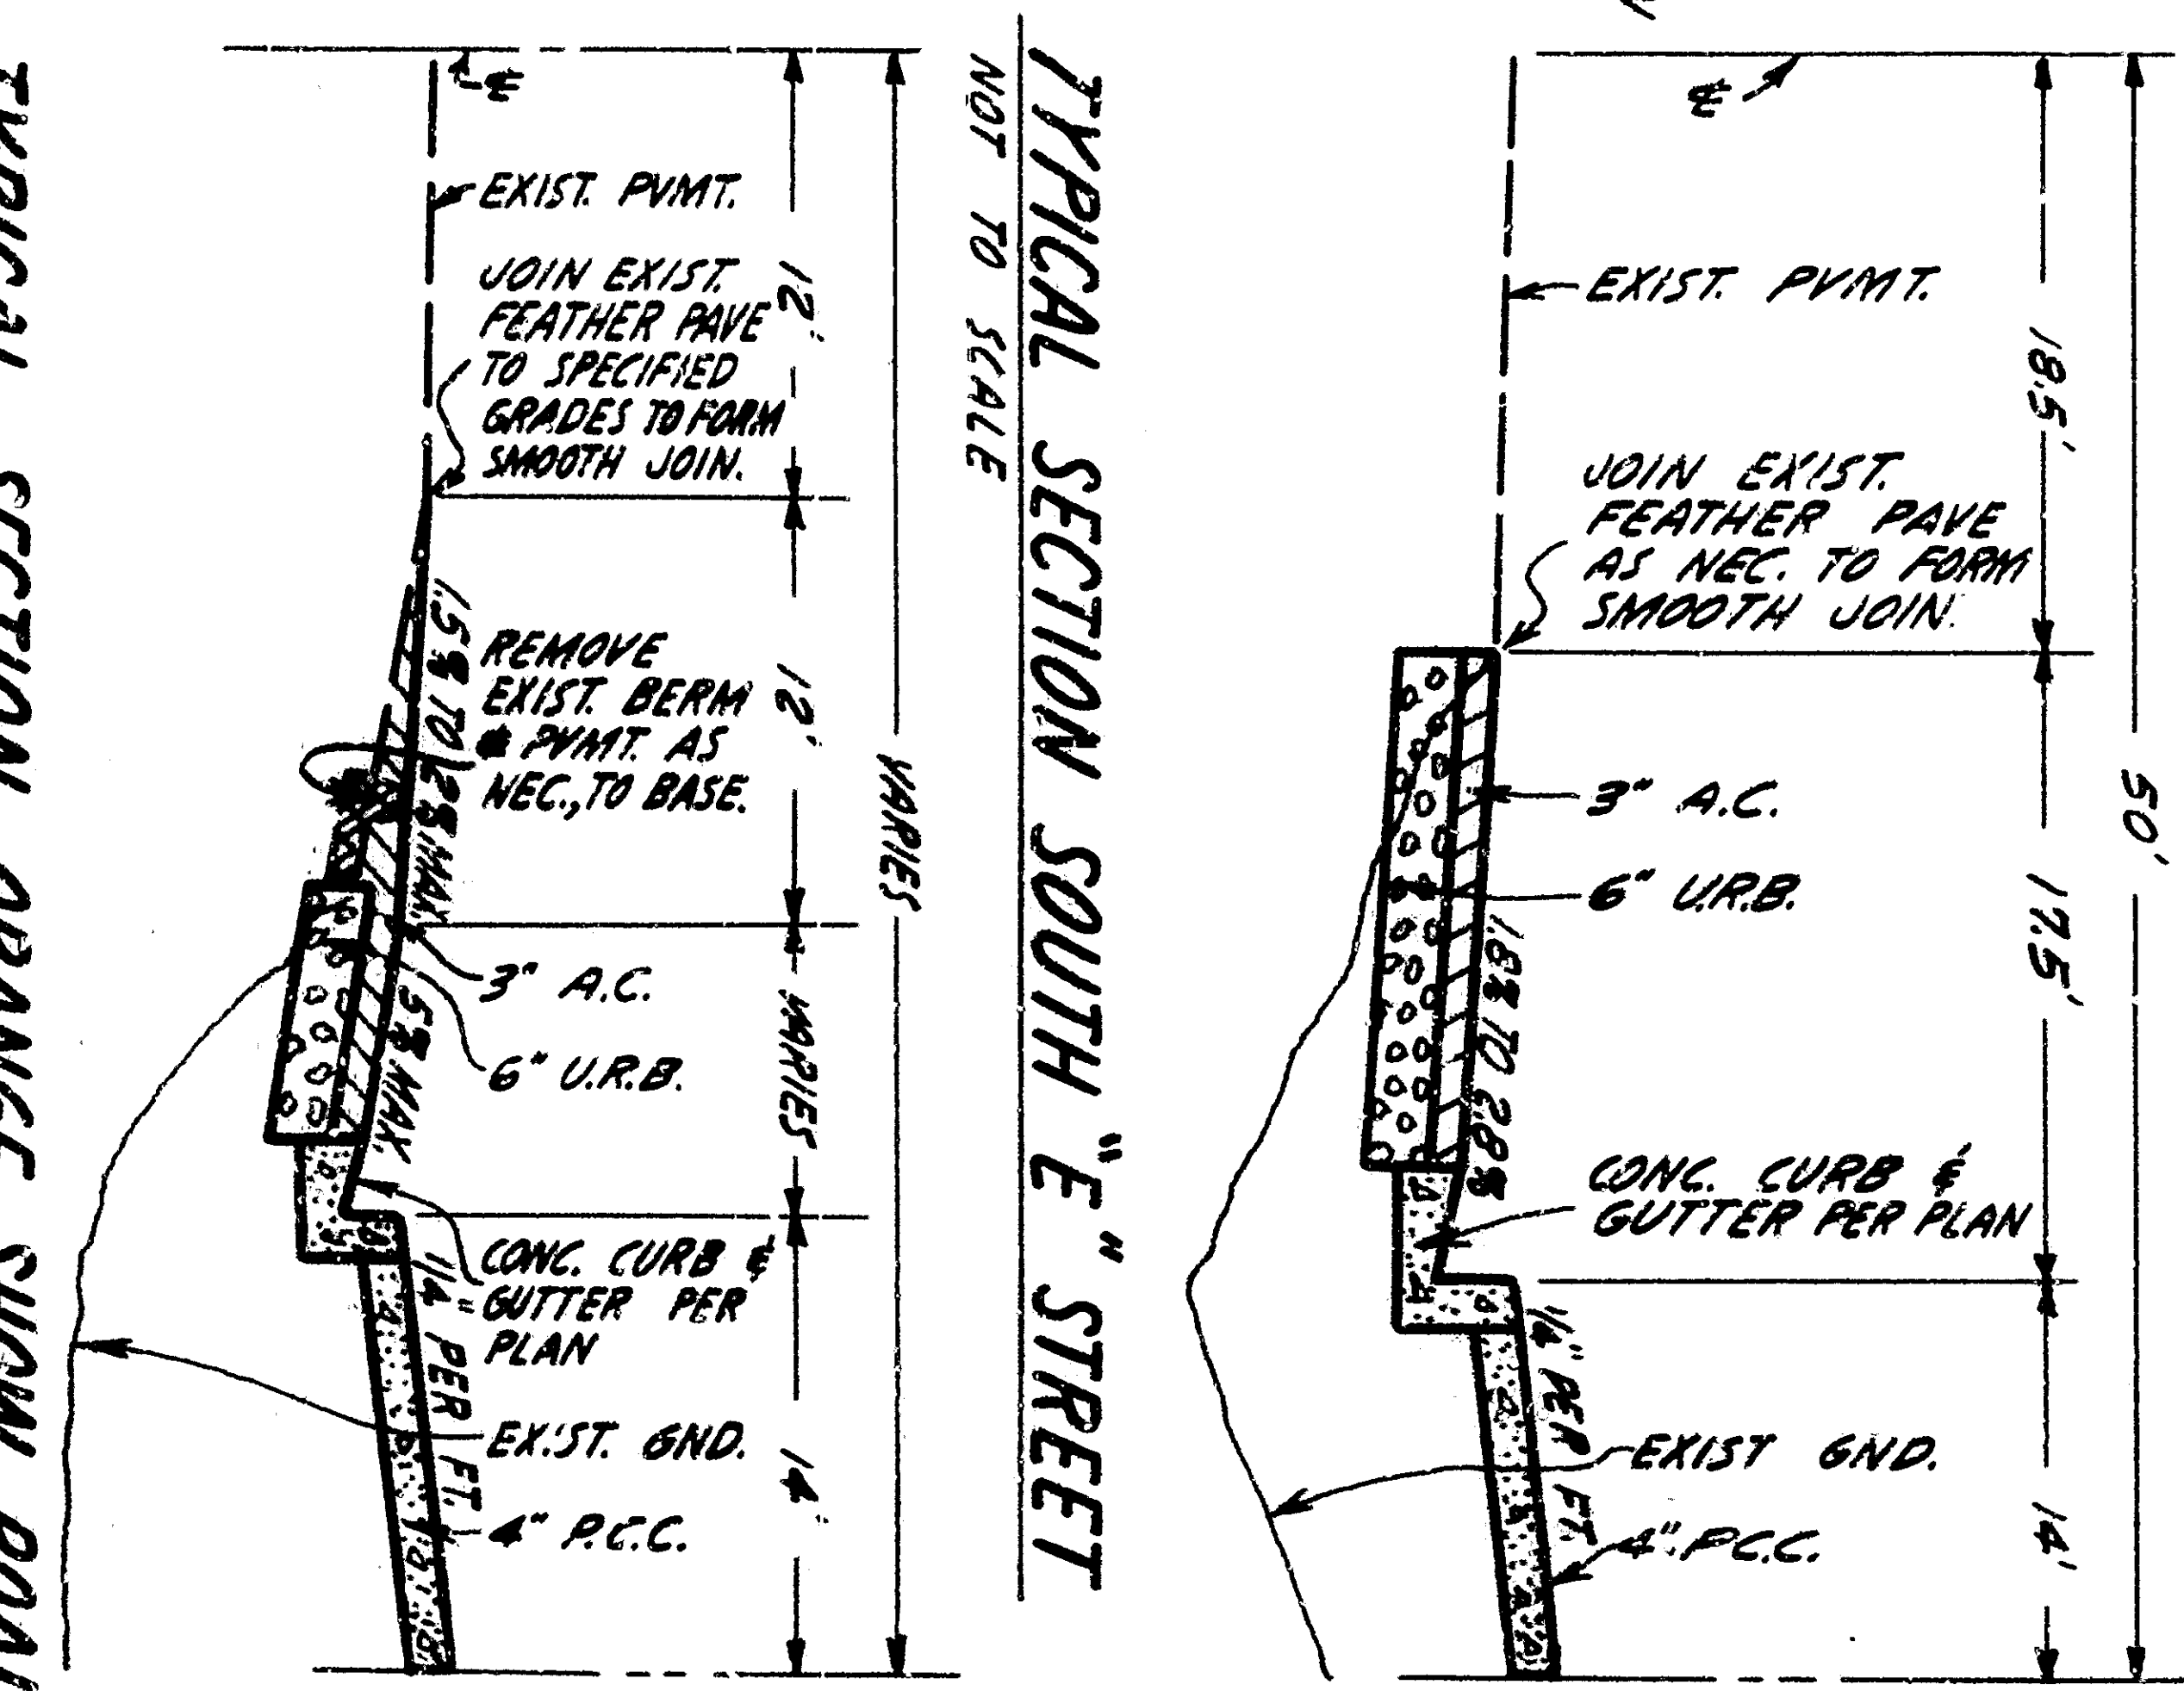 50'
18.5'
17.5'
14'
EXIST. PVMT.
JOIN EXIST.
FEATHER PAVE
AS NEC. TO FORM
SMOOTH JOIN.
3" A.C.
6" U.R.B.
1.8% TO 2.8%
CONC. CURB &
GUTTER PER PLAN
1/4" PER FT.
EXIST GND.
4" P.C.C.
TYPICAL SECTION SOUTH "E" STREET
NOT TO SCALE
VARIES
12'
12'
VARIES
14'
EXIST. PVMT.
JOIN EXIST.
FEATHER PAVE
TO SPECIFIED
GRADES TO FORM
SMOOTH JOIN.
REMOVE
EXIST. BERM
& PVMT. AS
NEC., TO BASE.
1.5% TO MAX.
3" A.C.
6" U.R.B.
5% MAX.
CONC. CURB &
GUTTER PER
PLAN
1/4" PER FT.
EXIST. GND.
4" P.C.C.
TYPICAL SECTION ORANGE SHOW ROAD